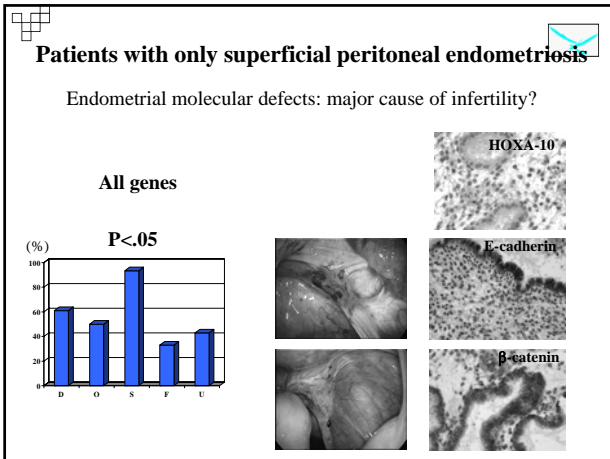 Patients with only superficial peritoneal endometriosis
Endometrial molecular defects: major cause of infertility?
HOXA-10
All genes
P<.05
(%)
100
80
60
40
20
0
D O S F U
E-cadherin
β-catenin